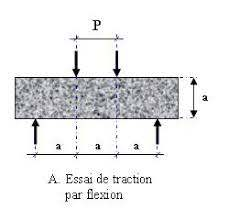 P
a
a a a
A. Essai de traction
par flexion